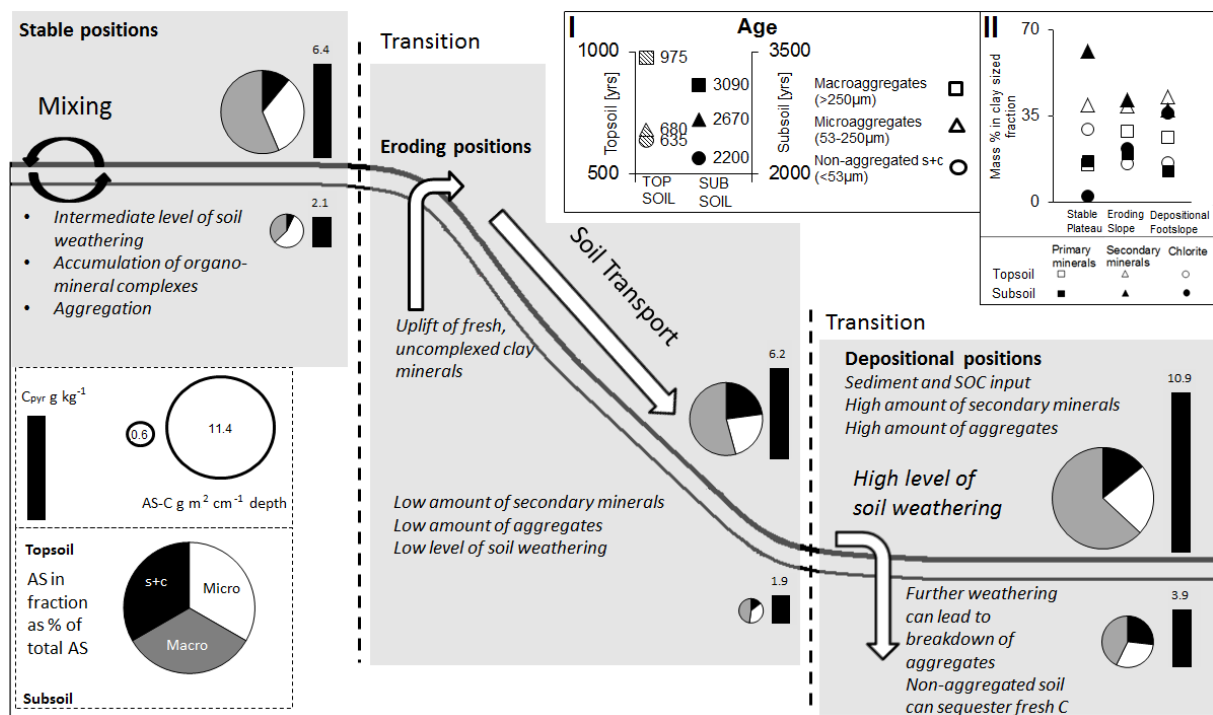 Stable positions
6.4
Mixing
2.1
• Intermediate level of soil
weathering
• Accumulation of organo-
mineral complexes
• Aggregation
Transition
Eroding positions
Uplift of fresh,
uncomplexed clay
minerals
Soil Transport
6.2
Low amount of secondary minerals
Low amount of aggregates
Low level of soil weathering
1.9
I
Age
1000
3500
Topsoil [yrs]
975
680
635
500
3090
2670
2200
2000
Subsoil [yrs]
TOP
SOIL
SUB
SOIL
Macroaggregates
(>250µm)
Microaggregates
(53-250µm)
Non-aggregated s+c
(<53µm)
II
70
35
0
Mass % in clay sized
fraction
Stable
Plateau
Eroding
Slope
Depositional
Footslope
Primary
minerals
Secondary
minerals
Chlorite
Topsoil
Subsoil
Transition
Depositional positions
Sediment and SOC input
High amount of secondary minerals
High amount of aggregates
10.9
High level of
soil weathering
Further weathering
can lead to
breakdown of
aggregates
Non-aggregated soil
can sequester fresh C
3.9
Cpyr g kg-1
0.6
11.4
AS-C g m2 cm-1 depth
Topsoil
AS in
fraction
as % of
total AS
s+c
Micro
Macro
Subsoil